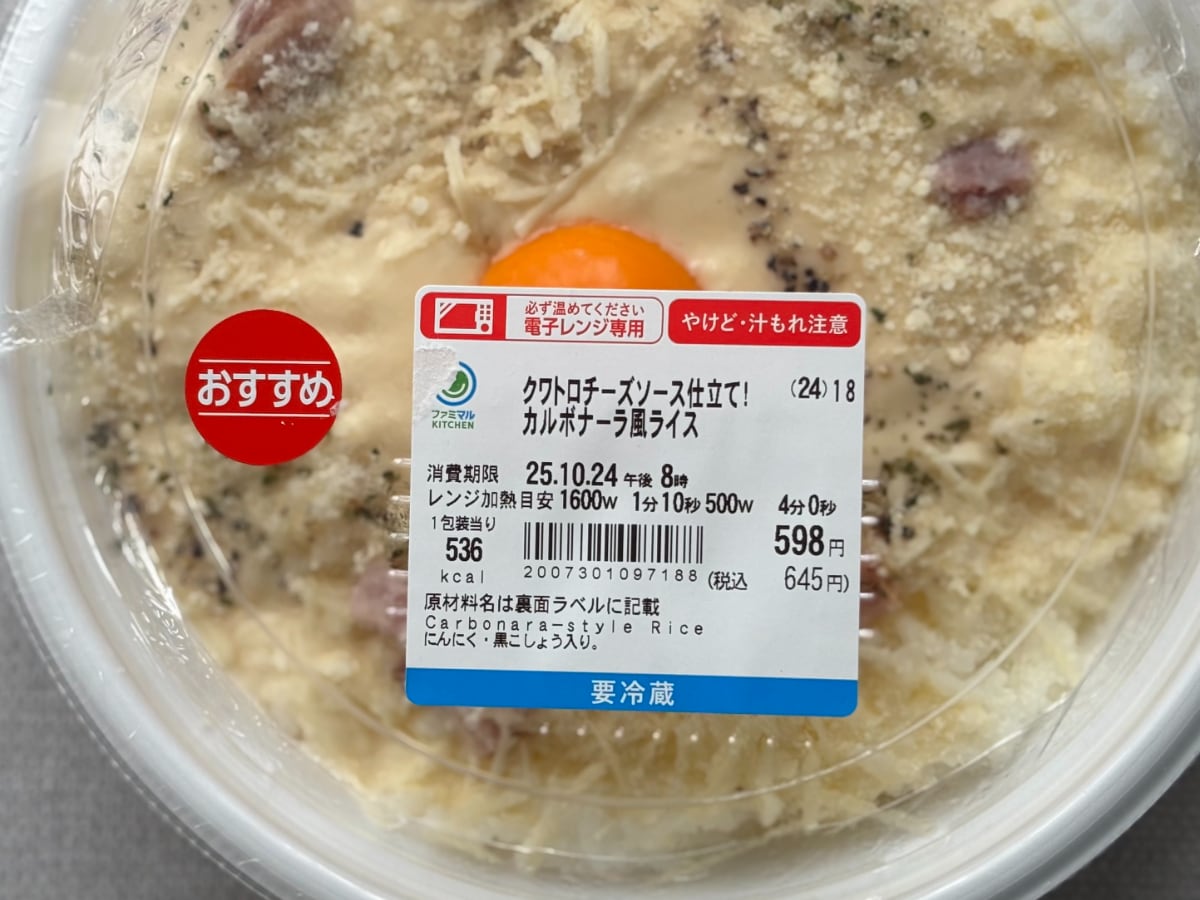 必ず温めてください
電子レンジ専用
やけど・汁もれ注意
おすすめ
ファミマル
KITCHEN
クワトロチーズソース仕立て! (24)18
カルボナーラ風ライス
消費期限 25.10.24 午後 8時
レンジ加熱目安 1600W 1分10秒 500W 4分0秒
1包装当り
536
kcal
598円
2007301097188 (税込 645円)
原材料名は裏面ラベルに記載
Carbonara-style Rice
にんにく・黒こしょう入り。
要冷蔵